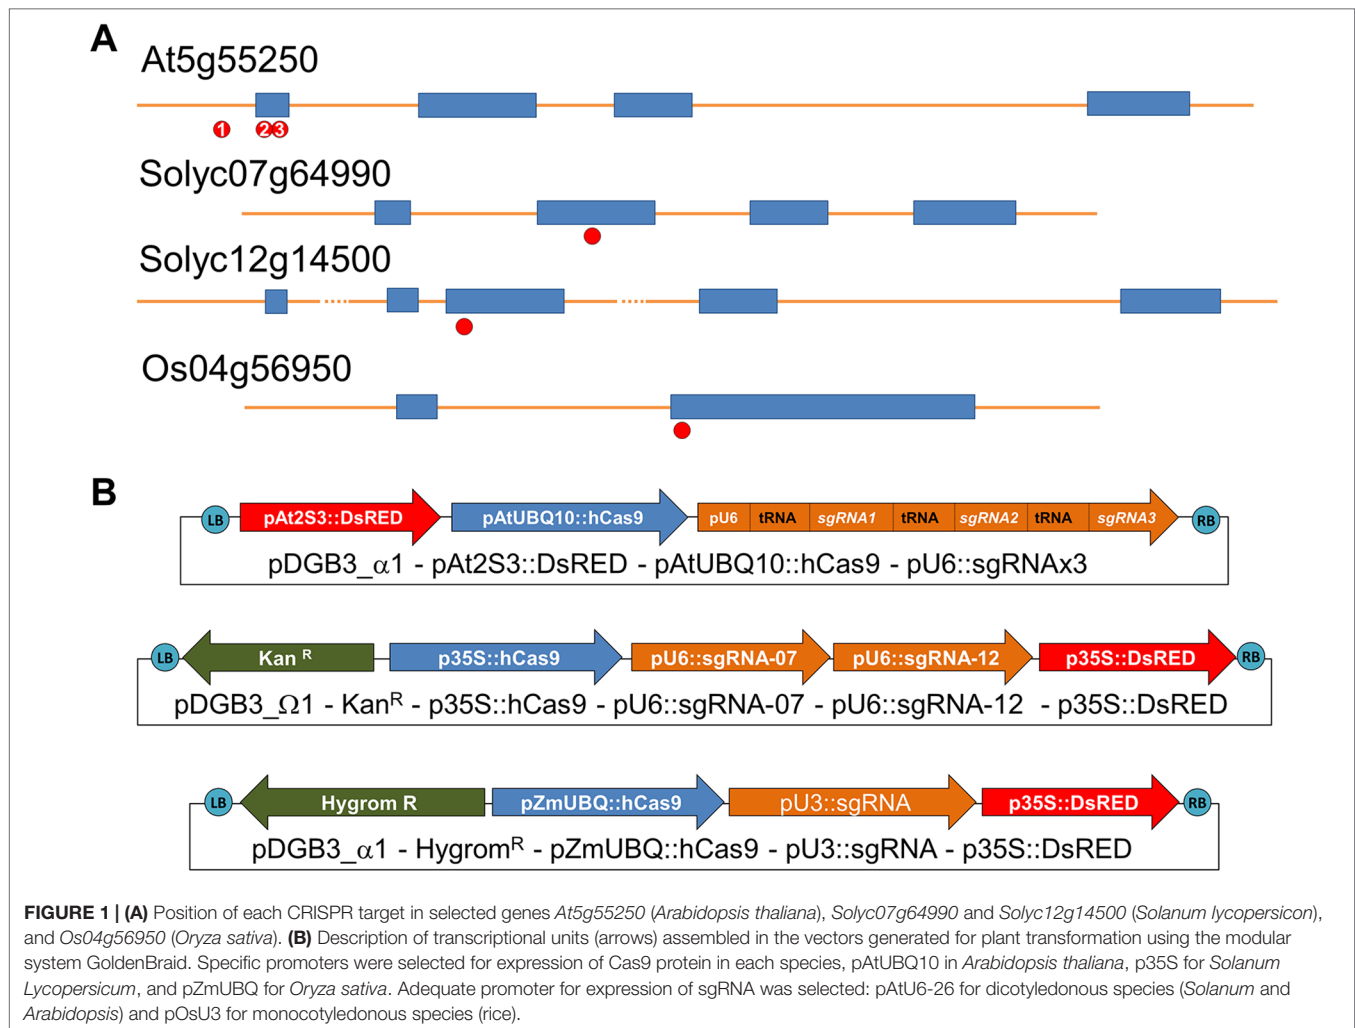 A
At5g55250
1 2 3
Solyc07g64990
Solyc12g14500
Os04g56950
B
LB pAt2S3::DsRED pAtUBQ10::hCas9 pU6 tRNA sgRNA1 tRNA sgRNA2 tRNA sgRNA3 RB
pDGB3_α1 - pAt2S3::DsRED - pAtUBQ10::hCas9 - pU6::sgRNAx3
LB Kan R p35S::hCas9 pU6::sgRNA-07 pU6::sgRNA-12 p35S::DsRED RB
pDGB3_Ω1 - KanR - p35S::hCas9 - pU6::sgRNA-07 - pU6::sgRNA-12 - p35S::DsRED
LB Hygrom R pZmUBQ::hCas9 pU3::sgRNA p35S::DsRED RB
pDGB3_α1 - HygromR - pZmUBQ::hCas9 - pU3::sgRNA - p35S::DsRED
FIGURE 1 | (A) Position of each CRISPR target in selected genes At5g55250 (Arabidopsis thaliana), Solyc07g64990 and Solyc12g14500 (Solanum lycopersicon),
and Os04g56950 (Oryza sativa). (B) Description of transcriptional units (arrows) assembled in the vectors generated for plant transformation using the modular
system GoldenBraid. Specific promoters were selected for expression of Cas9 protein in each species, pAtUBQ10 in Arabidopsis thaliana, p35S for Solanum
Lycopersicum, and pZmUBQ for Oryza sativa. Adequate promoter for expression of sgRNA was selected: pAtU6-26 for dicotyledonous species (Solanum and
Arabidopsis) and pOsU3 for monocotyledonous species (rice).